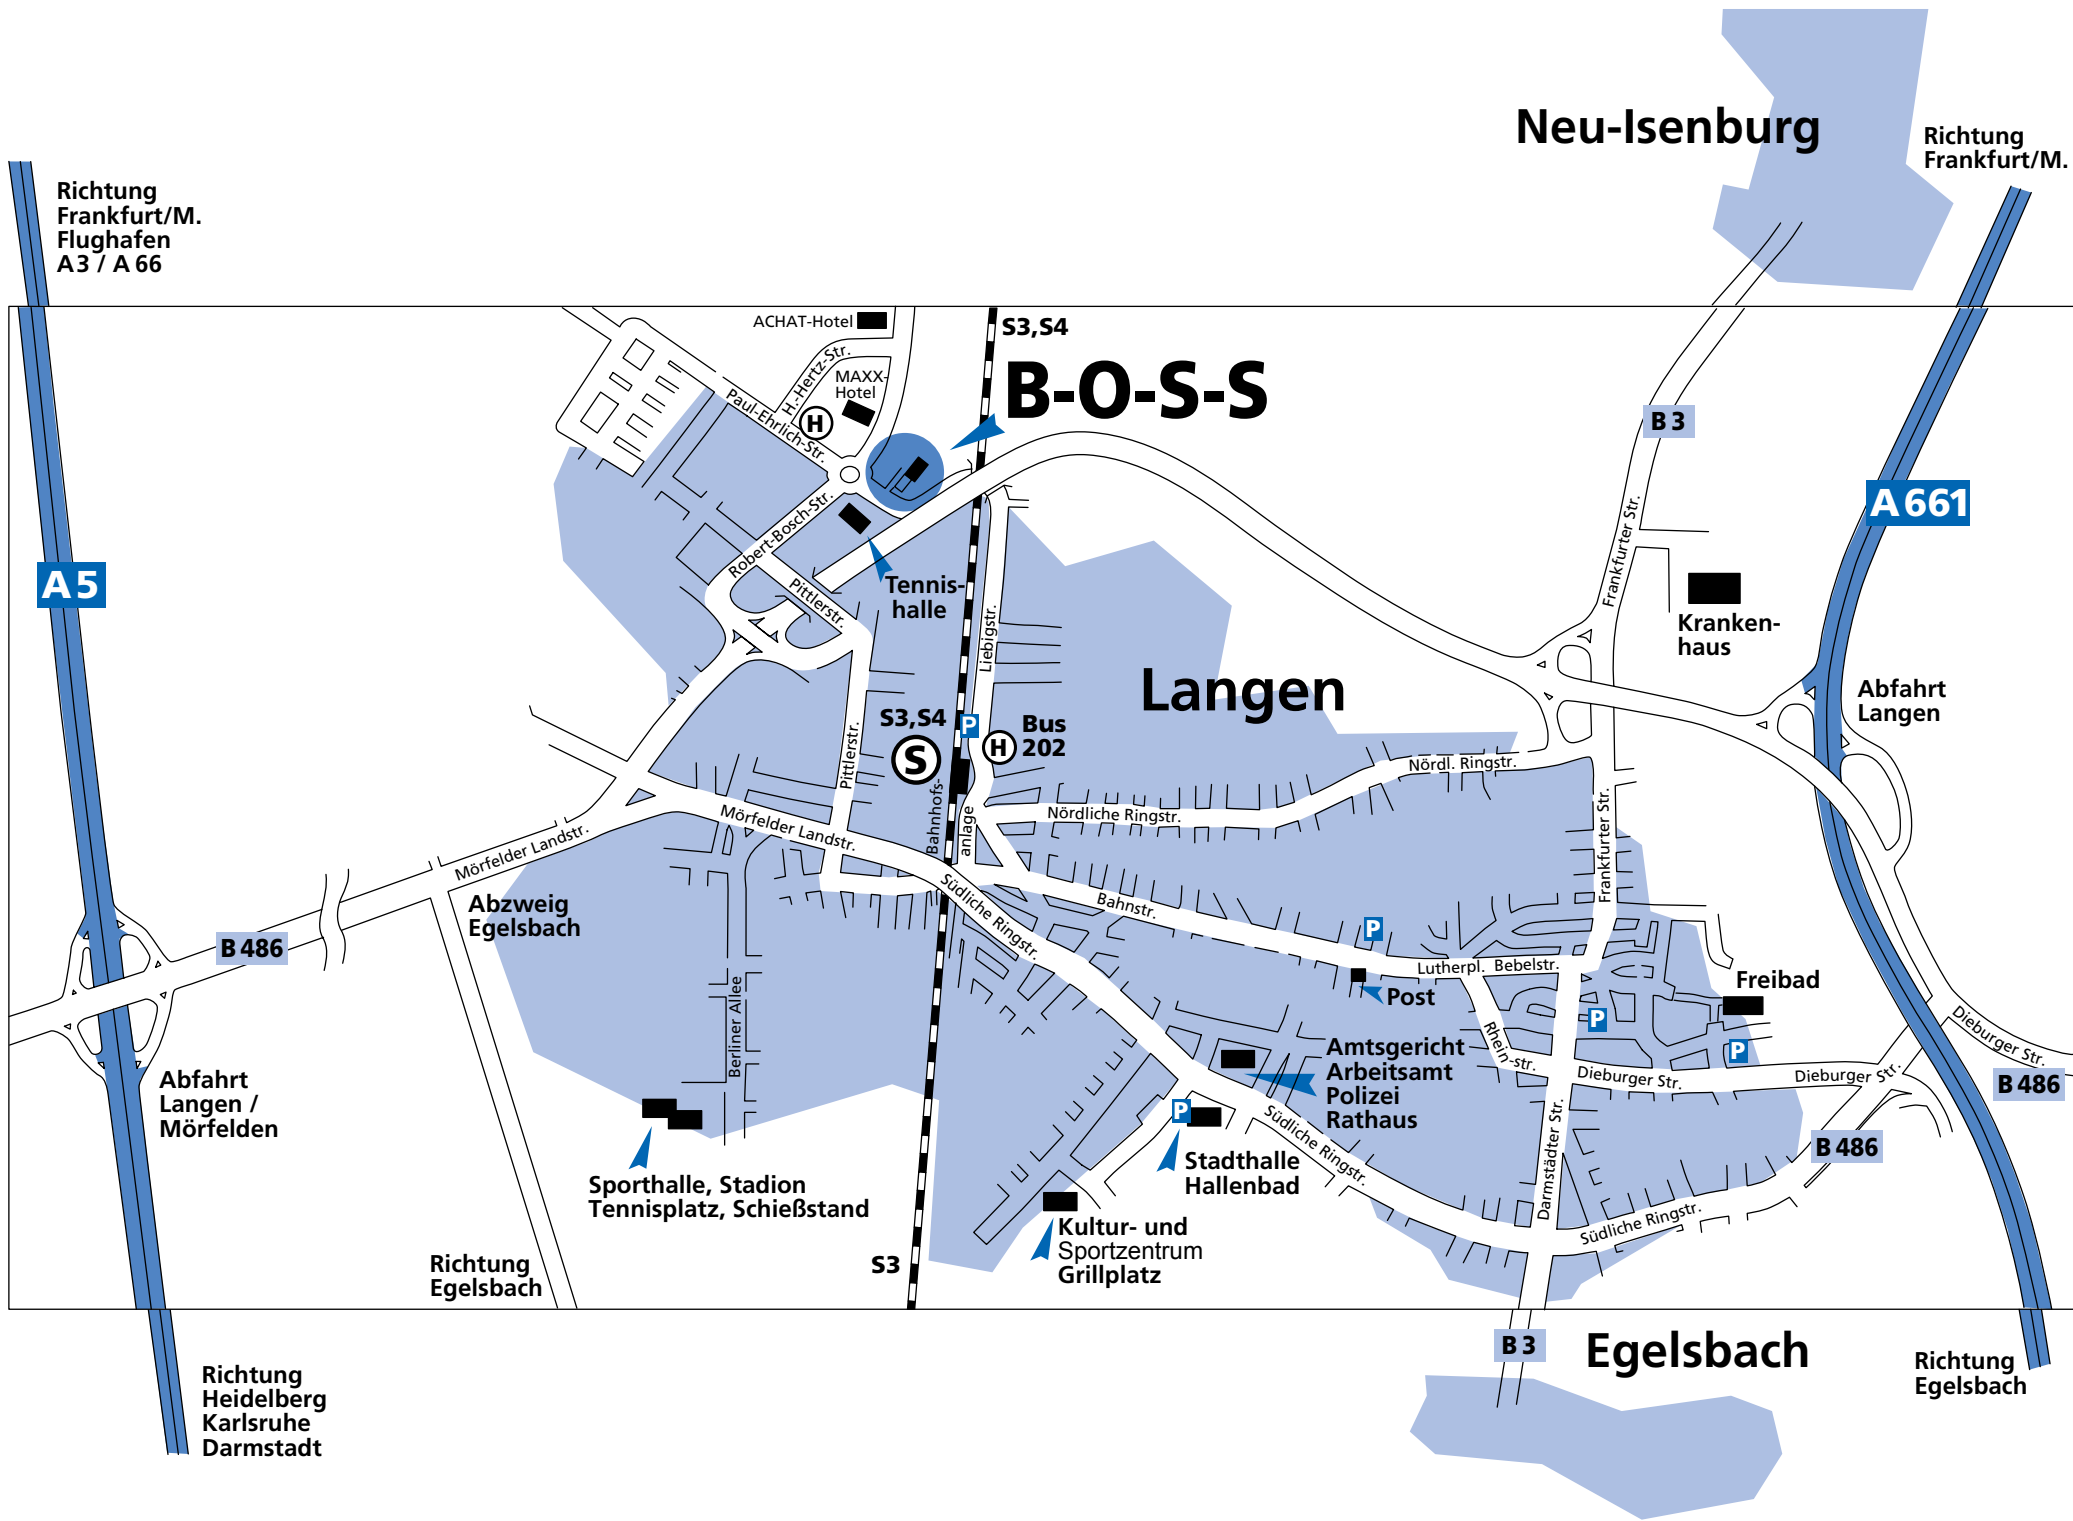 Neu-Isenburg
Richtung
Frankfurt/M.
Richtung
Frankfurt/M.
Flughafen
A3 / A 66
ACHAT-Hotel
S3,S4
H.-Hertz-Str.
MAXX-
Hotel
B-O-S-S
Paul-Ehrlich-Str.
H
B 3
A 661
Robert-Bosch-Str.
Frankfurter Str.
A 5
Tennis-
halle
Pittlerstr.
Liebigstr.
Kranken-
haus
Langen
Abfahrt
Langen
S3,S4
P
Bus
202
H
S
Pittlerstr.
Nördl. Ringstr.
Bahnhofs-
anlage
Nördliche Ringstr.
Frankfurter Str.
Mörfelder Landstr.
Mörfelder Landstr.
Abzweig
Egelsbach
B 486
Südliche Ringstr.
Bahnstr.
P
Lutherpl.
Bebelstr.
Post
Freibad
P
P
Berliner Allee
Rhein-str.
Dieburger Str.
Dieburger Str.
Dieburger Str.
B 486
Amtsgericht
Arbeitsamt
Polizei
Rathaus
Abfahrt
Langen /
Mörfelden
P
Südliche Ringstr.
Darmstädter Str.
B 486
Stadthalle
Hallenbad
Sporthalle, Stadion
Tennisplatz, Schießstand
Kultur- und
Sportzentrum
Grillplatz
Südliche Ringstr.
S3
Richtung
Egelsbach
B 3
Egelsbach
Richtung
Egelsbach
Richtung
Heidelberg
Karlsruhe
Darmstadt